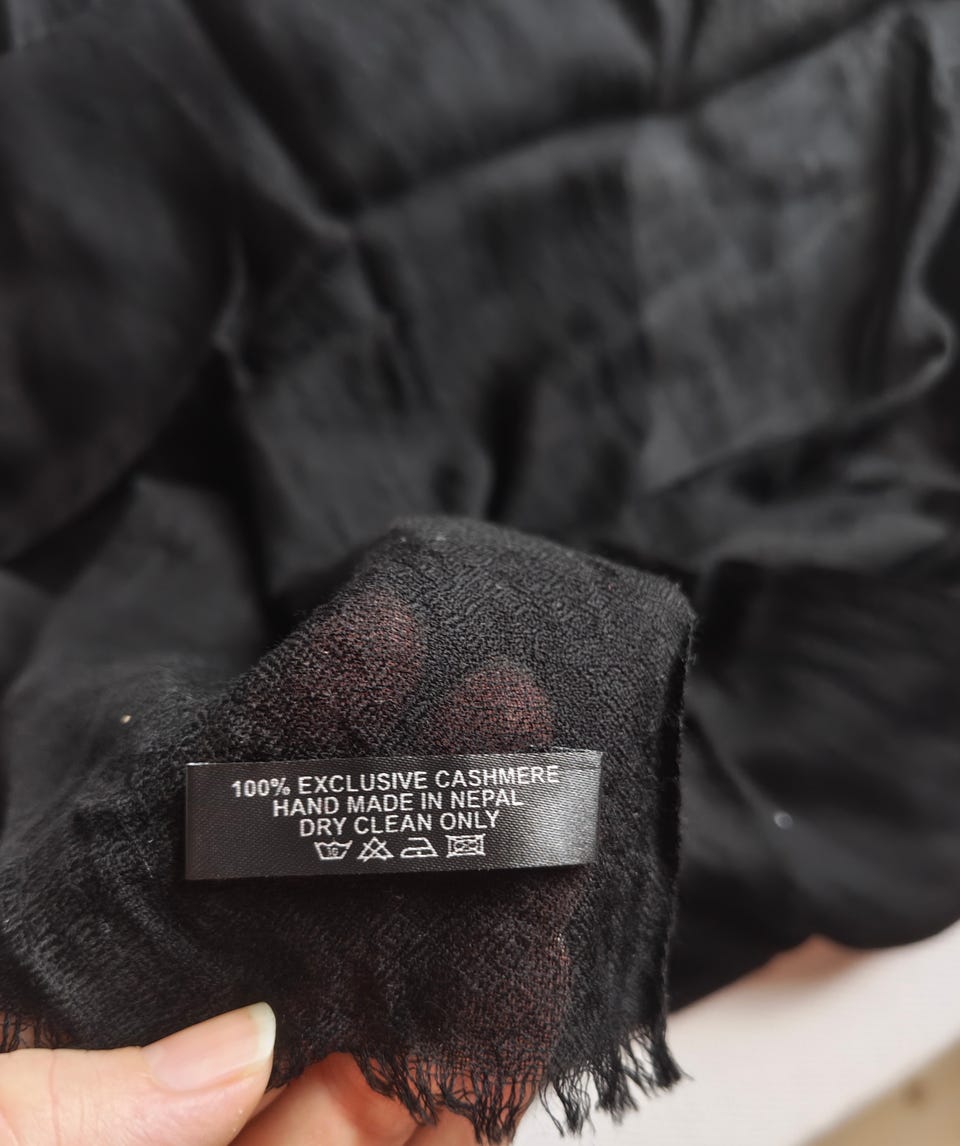 100% EXCLUSIVE CASHMERE
HAND MADE IN NEPAL
DRY CLEAN ONLY